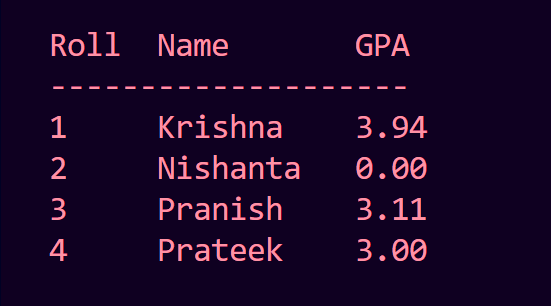 Roll  Name       GPA
--------------------
1     Krishna    3.94
2     Nishanta   0.00
3     Pranish    3.11
4     Prateek    3.00